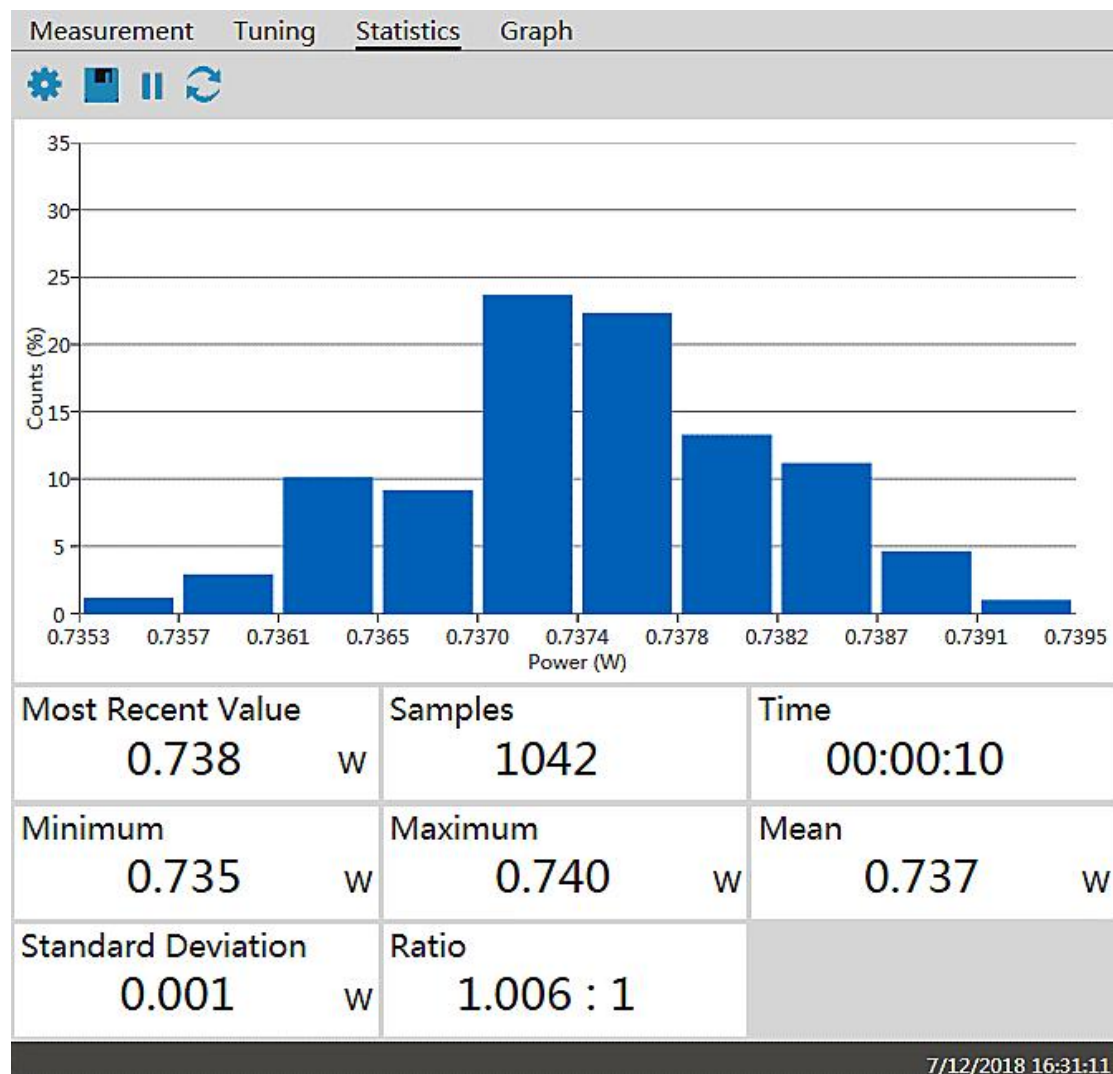 Measurement Tuning Statistics Graph
35
30
25
20
15
10
5
0
Counts (%)
0.7353 0.7357 0.7361 0.7365 0.7370 0.7374 0.7378 0.7382 0.7387 0.7391 0.7395
Power (W)
Most Recent Value Samples Time
0.738 W 1042 00:00:10
Minimum Maximum Mean
0.735 W 0.740 W 0.737 W
Standard Deviation Ratio
0.001 W 1.006 : 1
7/12/2018 16:31:11